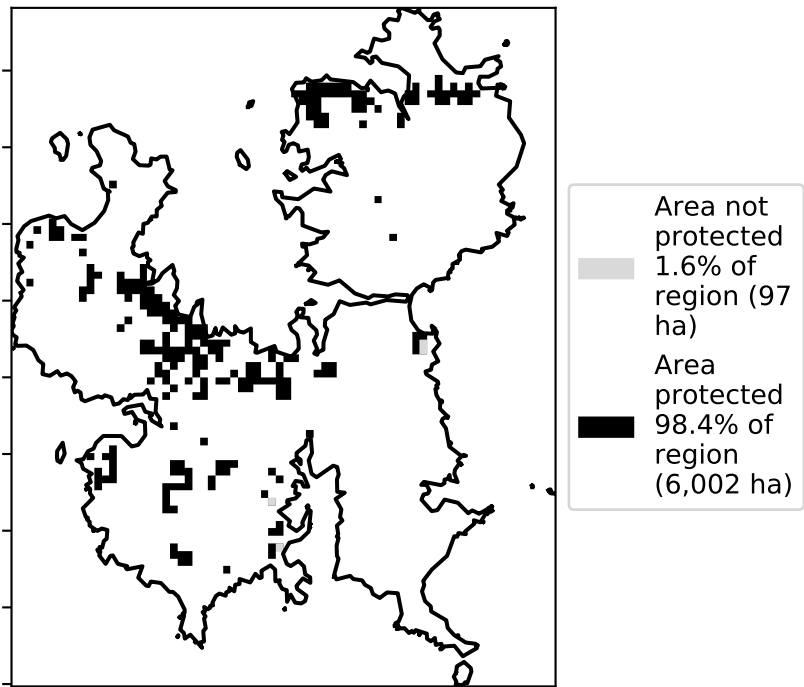 Area not
protected
1.6% of
region (97
ha)
Area
protected
98.4% of
region
(6,002 ha)